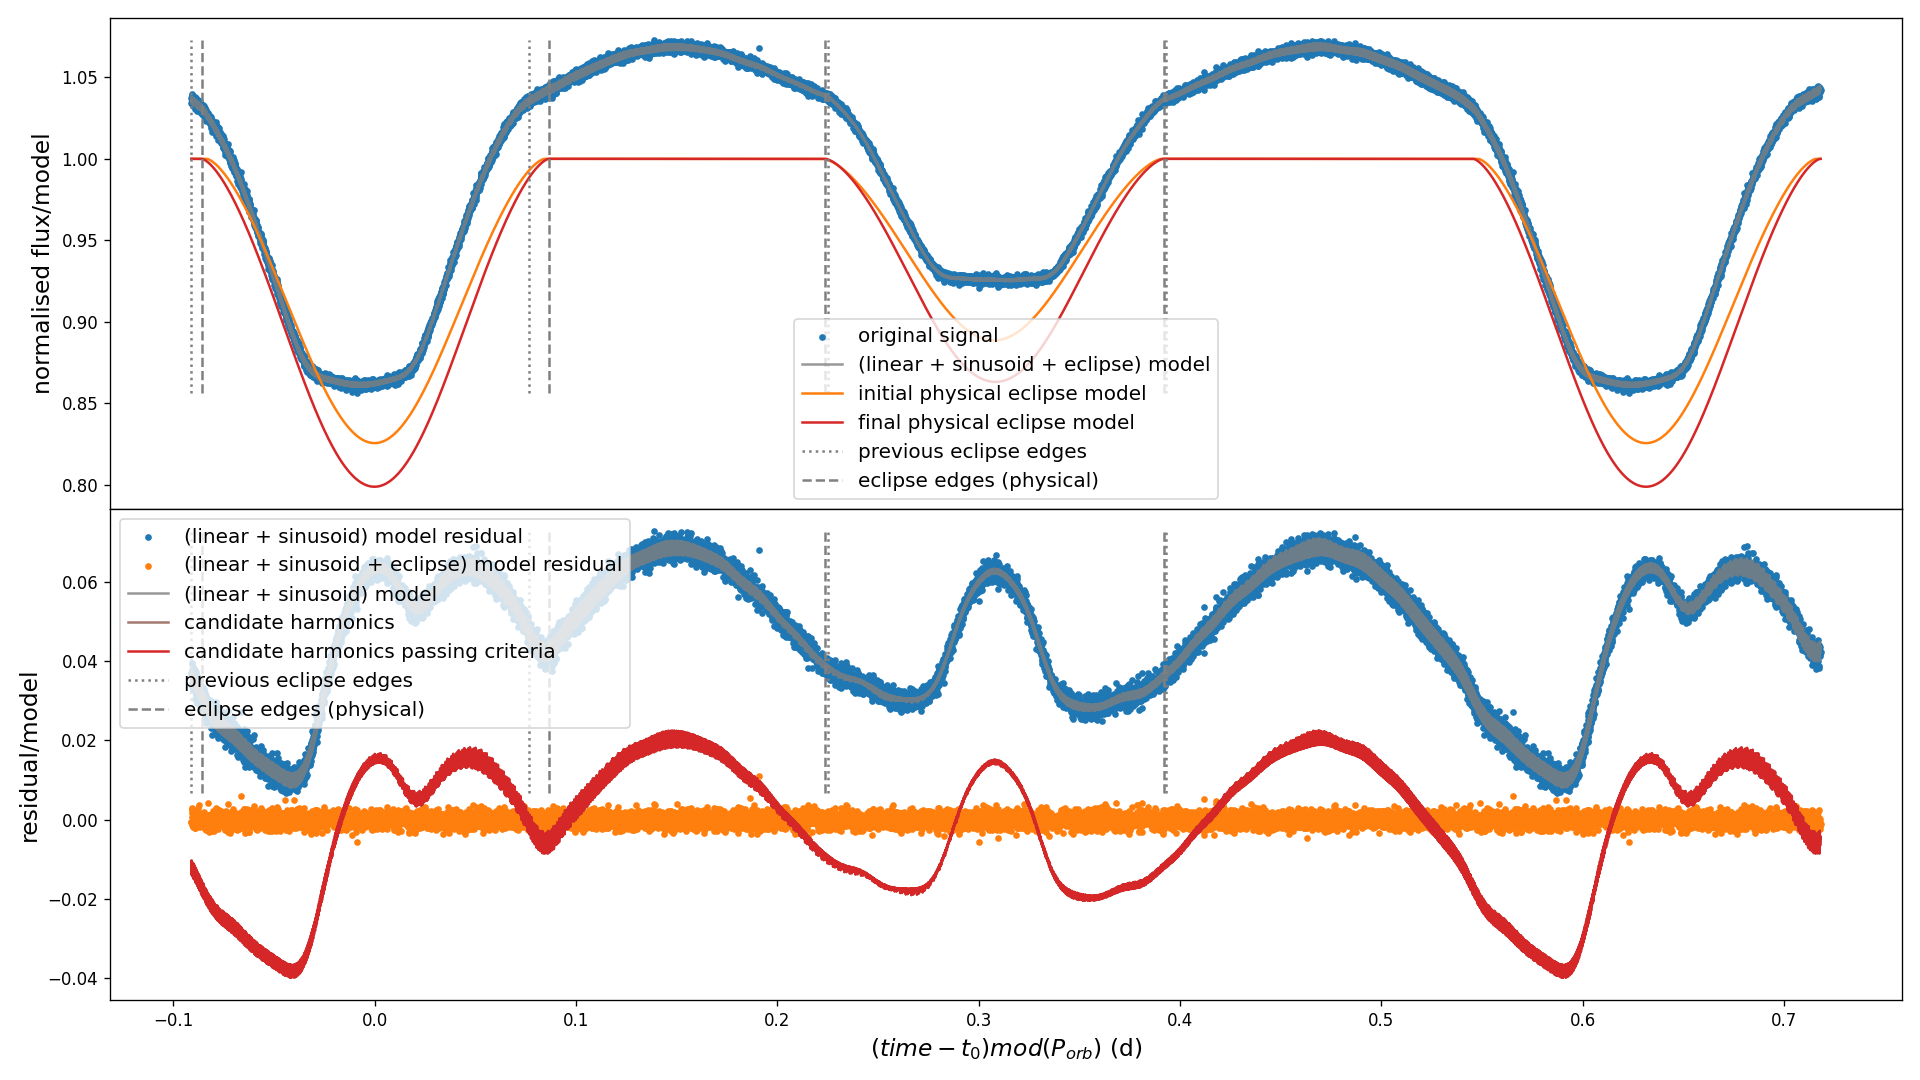 1.05
1.00
0.95
0.90
0.85
0.80
normalised flux/model
original signal
(linear + sinusoid + eclipse) model
initial physical eclipse model
final physical eclipse model
previous eclipse edges
eclipse edges (physical)
(linear + sinusoid) model residual
(linear + sinusoid + eclipse) model residual
(linear + sinusoid) model
candidate harmonics
candidate harmonics passing criteria
previous eclipse edges
eclipse edges (physical)
0.06
0.04
0.02
0.00
−0.02
−0.04
residual/model
−0.1 0.0 0.1 0.2 0.3 0.4 0.5 0.6 0.7
(time − t₀)mod(Pₒᵣb) (d)